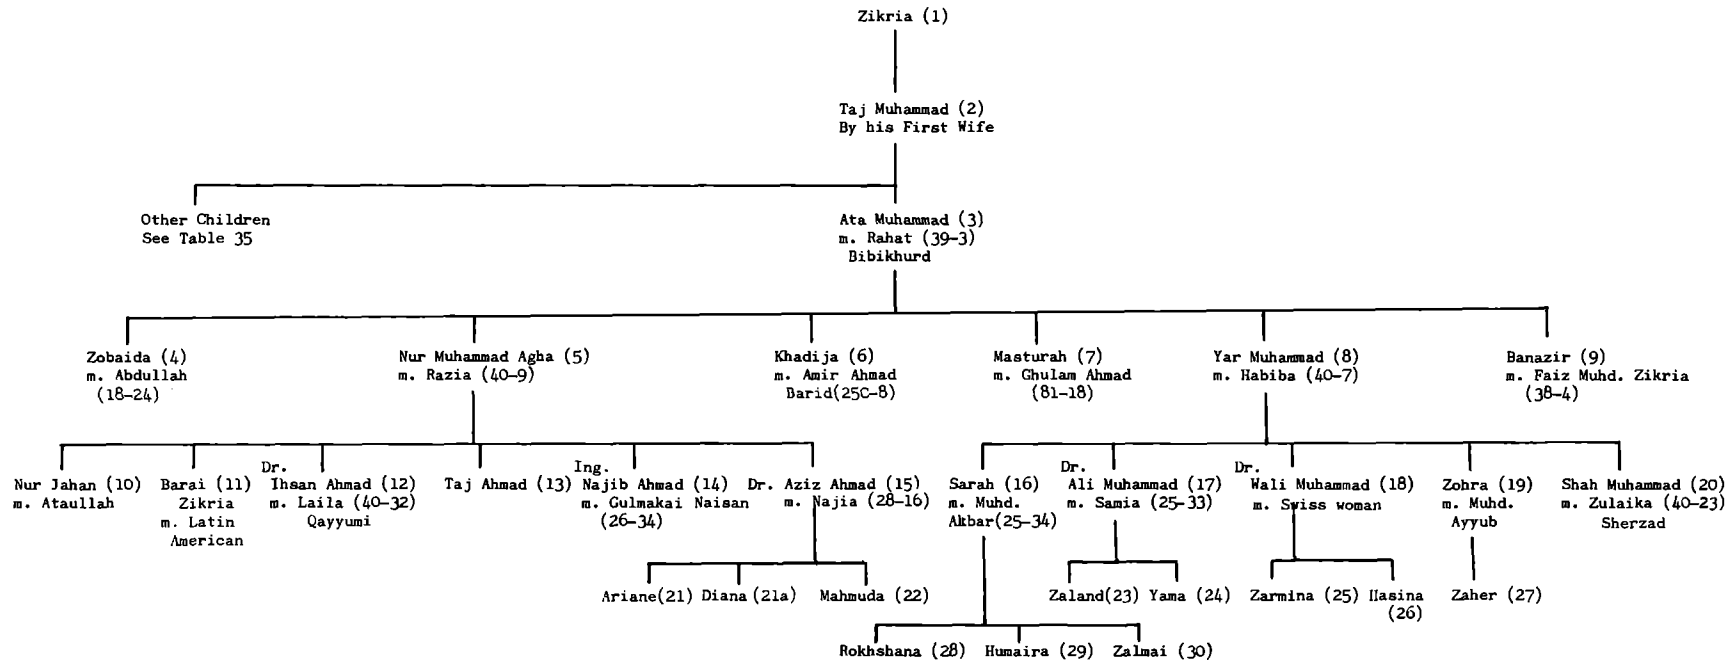 Zikria (1)
Taj Muhammad (2)
By his First Wife
Other Children
See Table 35
Ata Muhammad (3)
m. Rahat (39-3)
Bibikhurd
Zobaida (4)
m. Abdullah
(18-24)
Nur Muhammad Agha (5)
m. Razia (40-9)
Khadija (6)
m. Amir Ahmad
Barid(25C-8)
Masturah (7)
m. Ghulam Ahmad
(81-18)
Yar Muhammad (8)
m. Habiba (40-7)
Banazir (9)
m. Faiz Muhd. Zikria
(38-4)
Nur Jahan (10)
m. Ataullah
Barai (11)
Zikria
m. Latin
American
Dr.
Ihsan Ahmad (12)
m. Laila (40-32)
Qayyumi
Taj Ahmad (13)
Ing.
Najib Ahmad (14)
m. Gulmakai Naisan
(26-34)
Dr. Aziz Ahmad (15)
m. Najia (28-16)
Sarah (16)
m. Muhd.
Akbar(25-34)
Dr.
Ali Muhammad (17)
m. Samia (25-33)
Dr.
Wali Muhammad (18)
m. Swiss woman
Zohra (19)
m. Muhd.
Ayyub
Shah Muhammad (20)
m. Zulaika (40-23)
Sherzad
Ariane(21)
Diana (21a)
Mahmuda (22)
Zaland(23)
Yama (24)
Zarmina (25)
Hasina
(26)
Zaher (27)
Rokhshana (28)
Humaira (29)
Zalmai (30)